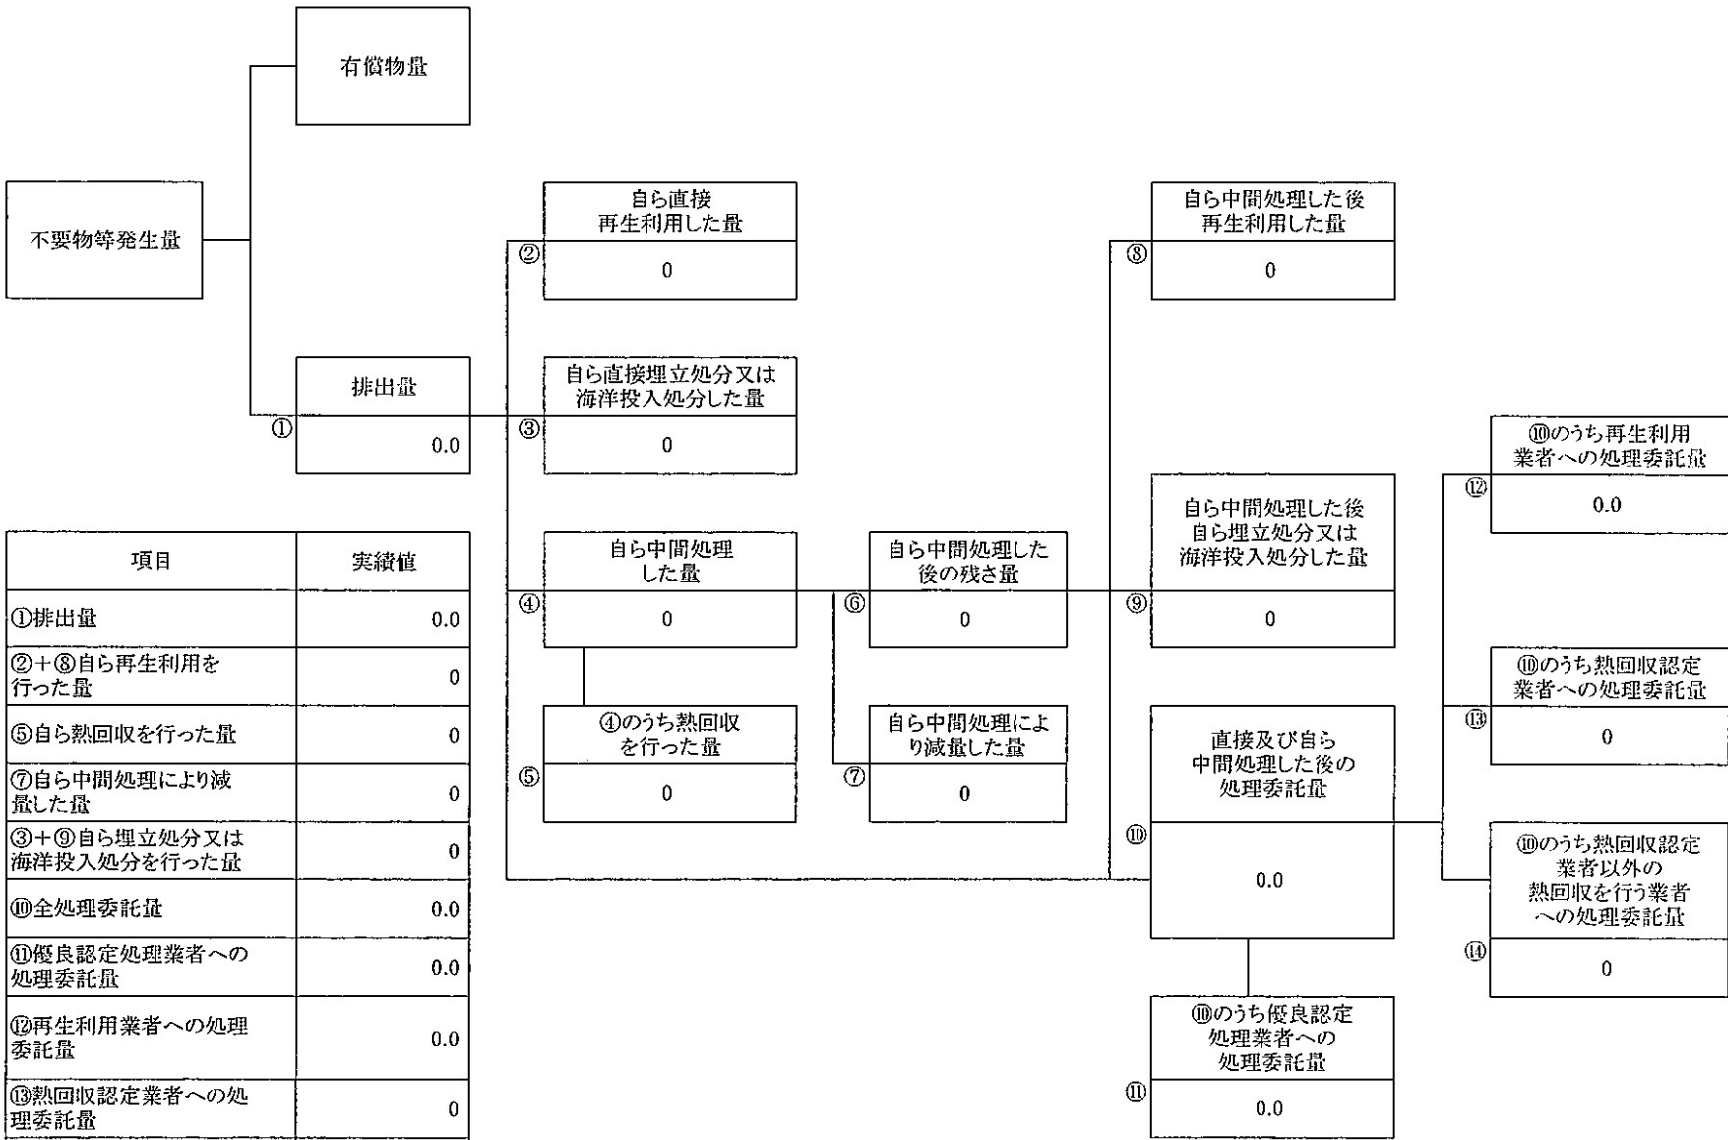 有償物量
不要物等発生量
排出量
①
0.0
自ら直接
再生利用した量
②
0
自ら直接埋立処分又は
海洋投入処分した量
③
0
自ら中間処理
した量
④
0
④のうち熱回収
を行った量
⑤
0
自ら中間処理した
後の残さ量
⑥
0
自ら中間処理によ
り減量した量
⑦
0
自ら中間処理した後
再生利用した量
⑧
0
自ら中間処理した後
自ら埋立処分又は
海洋投入処分した量
⑨
0
直接及び自ら
中間処理した後の
処理委託量
⑩
0.0
⑩のうち優良認定
処理業者への
処理委託量
⑪
0.0
⑩のうち再生利用
業者への処理委託量
⑫
0.0
⑩のうち熱回収認定
業者への処理委託量
⑬
0
⑩のうち熱回収認定
業者以外の
熱回収を行う業者
への処理委託量
⑭
0
項目 実績値
①排出量 0.0
②+⑧自ら再生利用を
行った量 0
⑤自ら熱回収を行った量 0
⑦自ら中間処理により減
量した量 0
③+⑨自ら埋立処分又は
海洋投入処分を行った量 0
⑩全処理委託量 0.0
⑪優良認定処理業者への
処理委託量 0.0
⑫再生利用業者への処理
委託量 0.0
⑬熱回収認定業者への処
理委託量 0